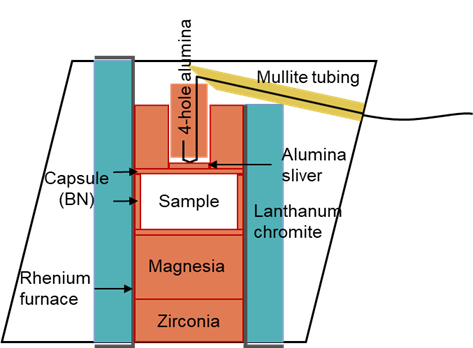 4-hole alumina
Mullite tubing
Alumina
sliver
Capsule
(BN)
Sample
Lanthanum
chromite
Magnesia
Rhenium
furnace
Zirconia